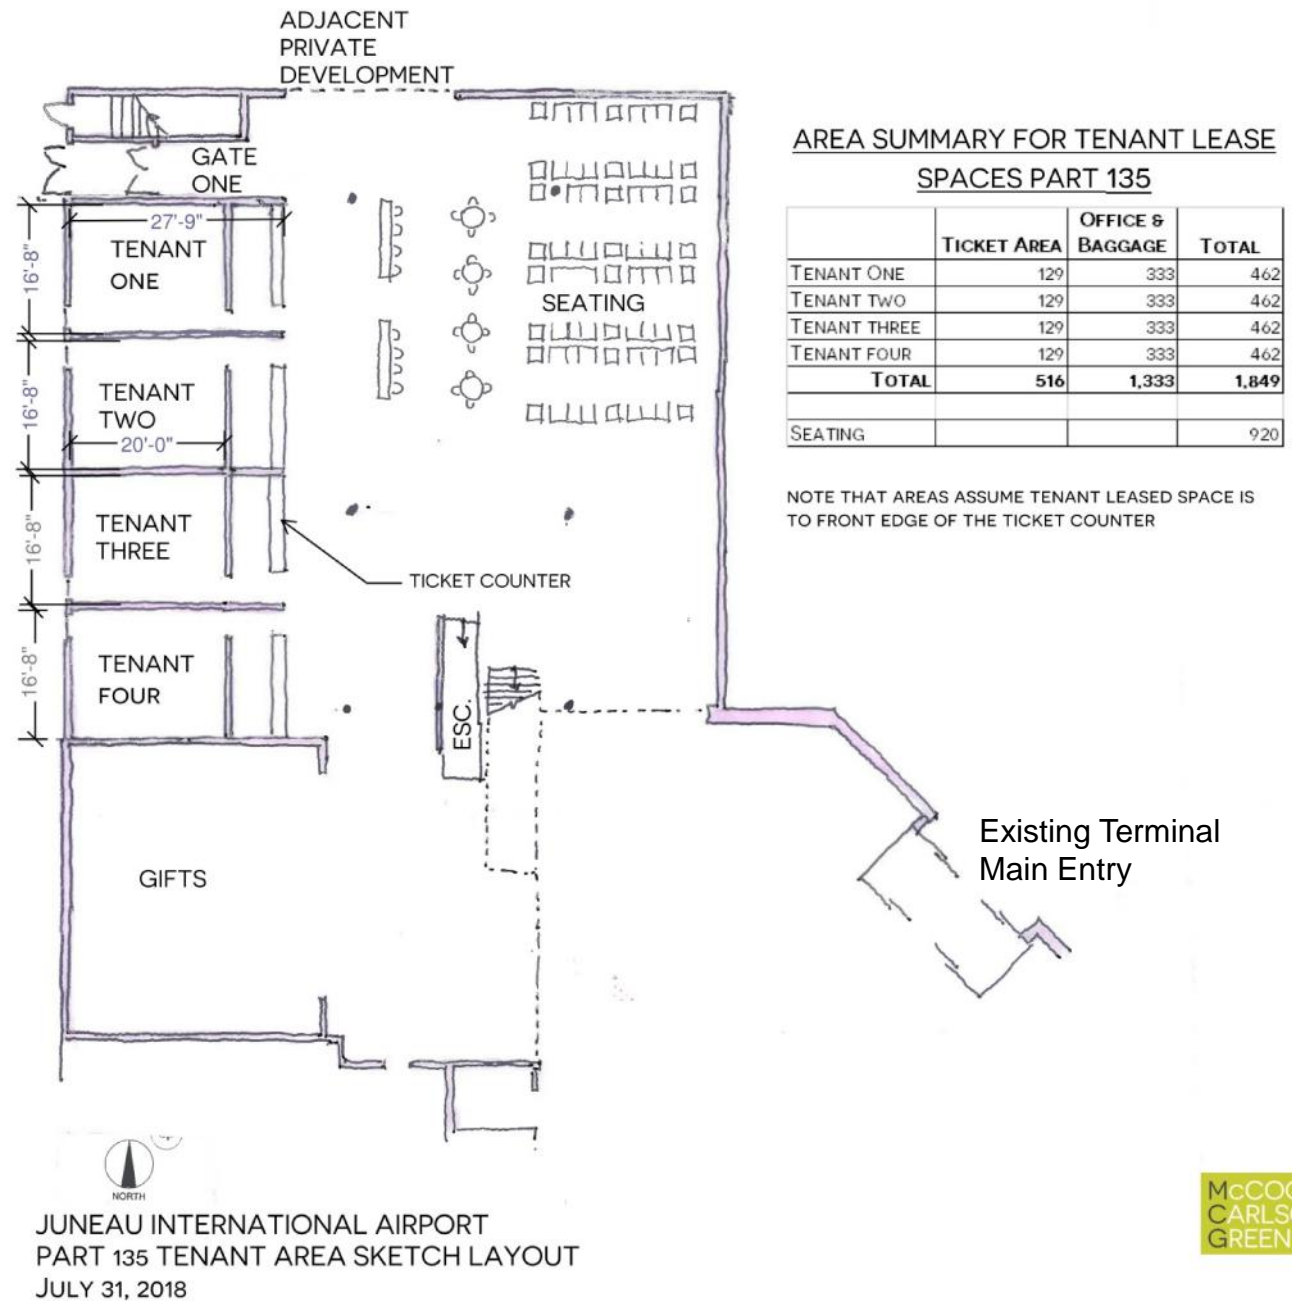 ADJACENT
PRIVATE
DEVELOPMENT
GATE
ONE
27'-9"
16'-8"
TENANT
ONE
16'-8"
TENANT
TWO
20'-0"
16'-8"
TENANT
THREE
TICKET COUNTER
16'-8"
TENANT
FOUR
SEATING
ESC.
GIFTS
Existing Terminal
Main Entry
AREA SUMMARY FOR TENANT LEASE
SPACES PART 135
TICKET AREA OFFICE & BAGGAGE TOTAL
TENANT ONE 129 333 462
TENANT TWO 129 333 462
TENANT THREE 129 333 462
TENANT FOUR 129 333 462
TOTAL 516 1,333 1,849
SEATING 920
NOTE THAT AREAS ASSUME TENANT LEASED SPACE IS
TO FRONT EDGE OF THE TICKET COUNTER
NORTH
JUNEAU INTERNATIONAL AIRPORT
PART 135 TENANT AREA SKETCH LAYOUT
JULY 31, 2018
GREEN